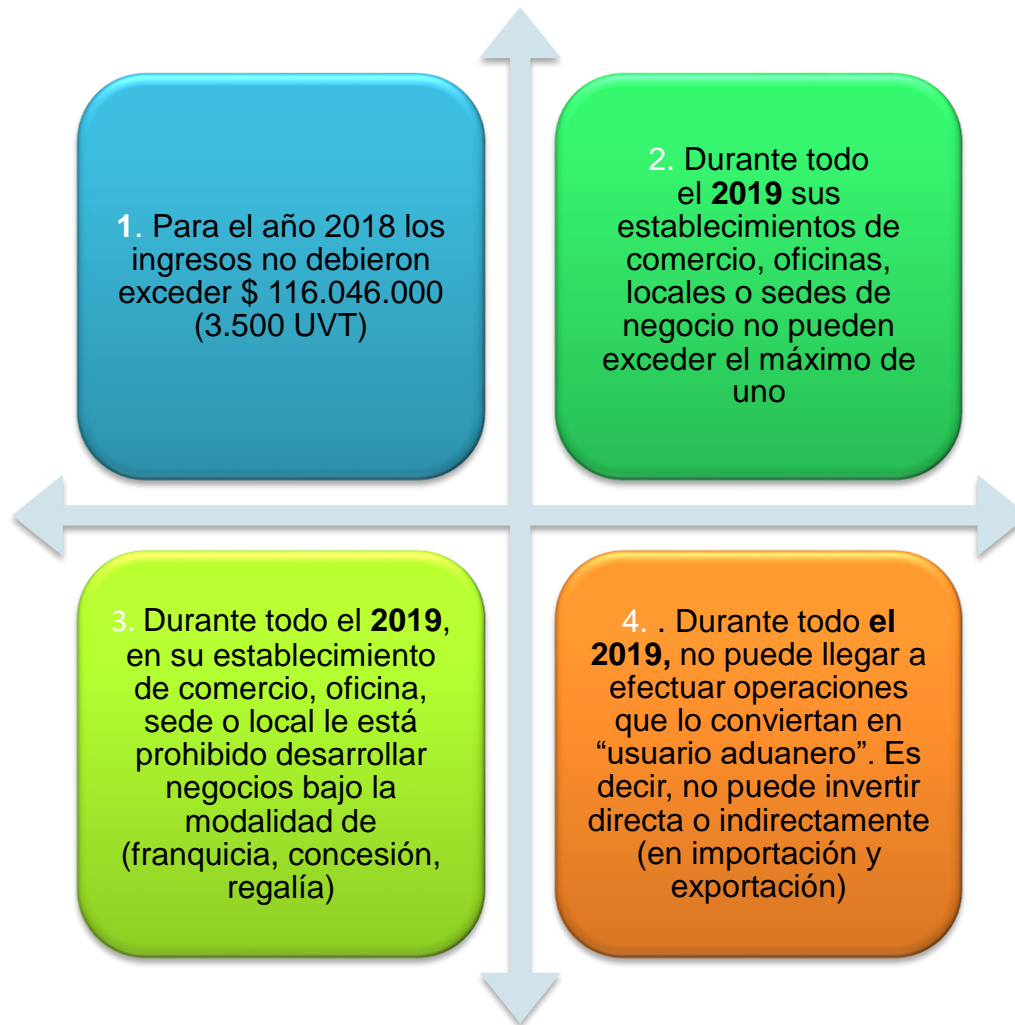 1. Para el año 2018 los
ingresos no debieron
exceder $ 116.046.000
(3.500 UVT)
2. Durante todo
el 2019 sus
establecimientos de
comercio, oficinas,
locales o sedes de
negocio no pueden
exceder el máximo de
uno
3. Durante todo el 2019,
en su establecimiento
de comercio, oficina,
sede o local le está
prohibido desarrollar
negocios bajo la
modalidad de
(franquicia, concesión,
regalía)
4. . Durante todo el
2019, no puede llegar a
efectuar operaciones
que lo conviertan en
“usuario aduanero”. Es
decir, no puede invertir
directa o indirectamente
(en importación y
exportación)